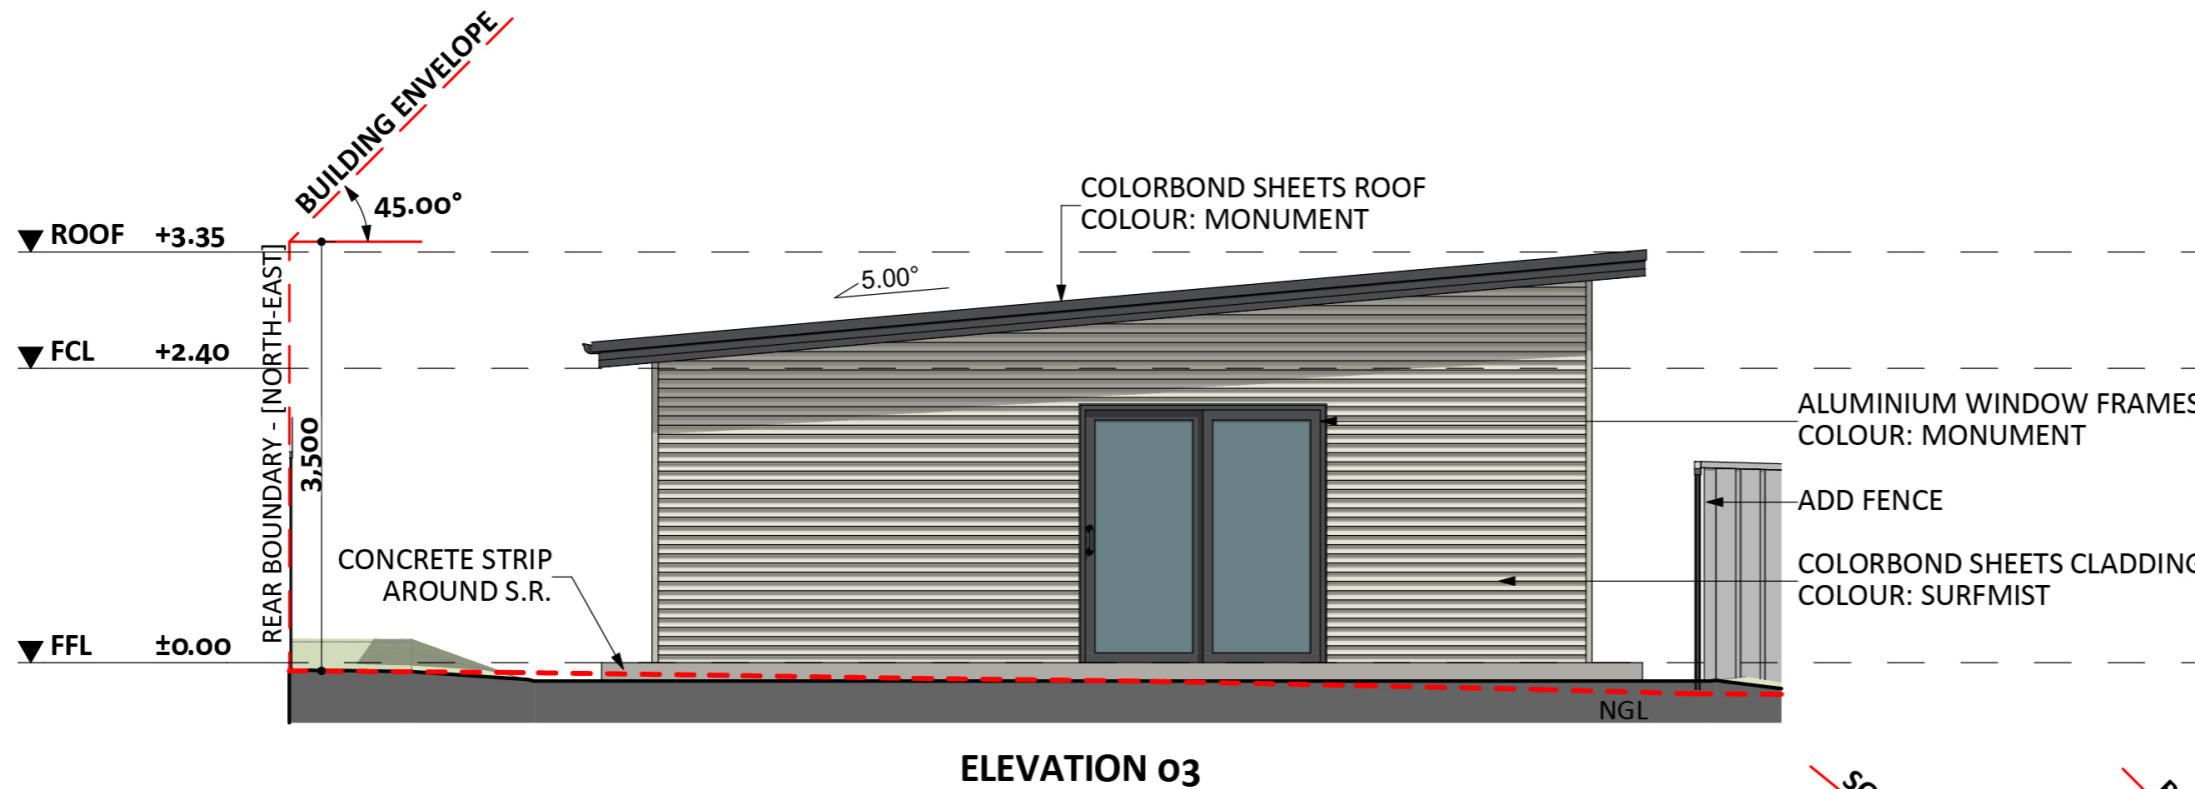 BUILDING ENVELOPE
45.00°
ROOF +3.35
COLORBOND SHEETS ROOF
COLOUR: MONUMENT
5.00°
FCL +2.40
REAR BOUNDARY - [NORTH-EAST]
3,500
ALUMINIUM WINDOW FRAMES
COLOUR: MONUMENT
ADD FENCE
CONCRETE STRIP
AROUND S.R.
COLORBOND SHEETS CLADDING
COLOUR: SURFMIST
FFL ±0.00
NGL
ELEVATION 03